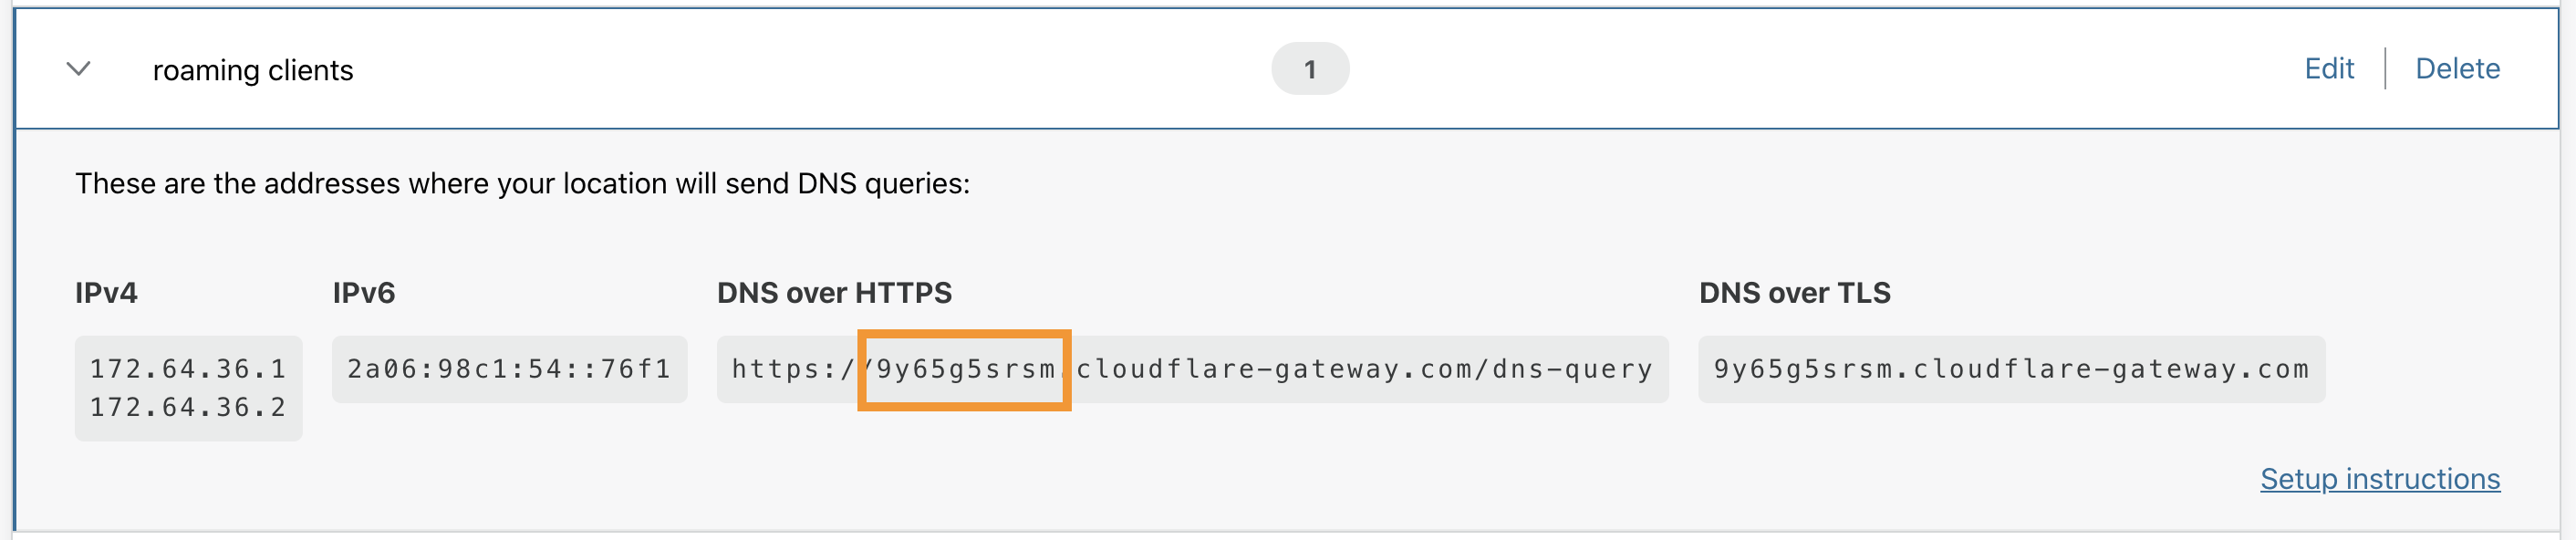 roaming clients
1
Edit
Delete
These are the addresses where your location will send DNS queries:
IPv4
IPv6
DNS over HTTPS
DNS over TLS
172.64.36.1
172.64.36.2
2a06:98c1:54::76f1
https://9y65g5srsm.cloudflare-gateway.com/dns-query
9y65g5srsm.cloudflare-gateway.com
Setup instructions